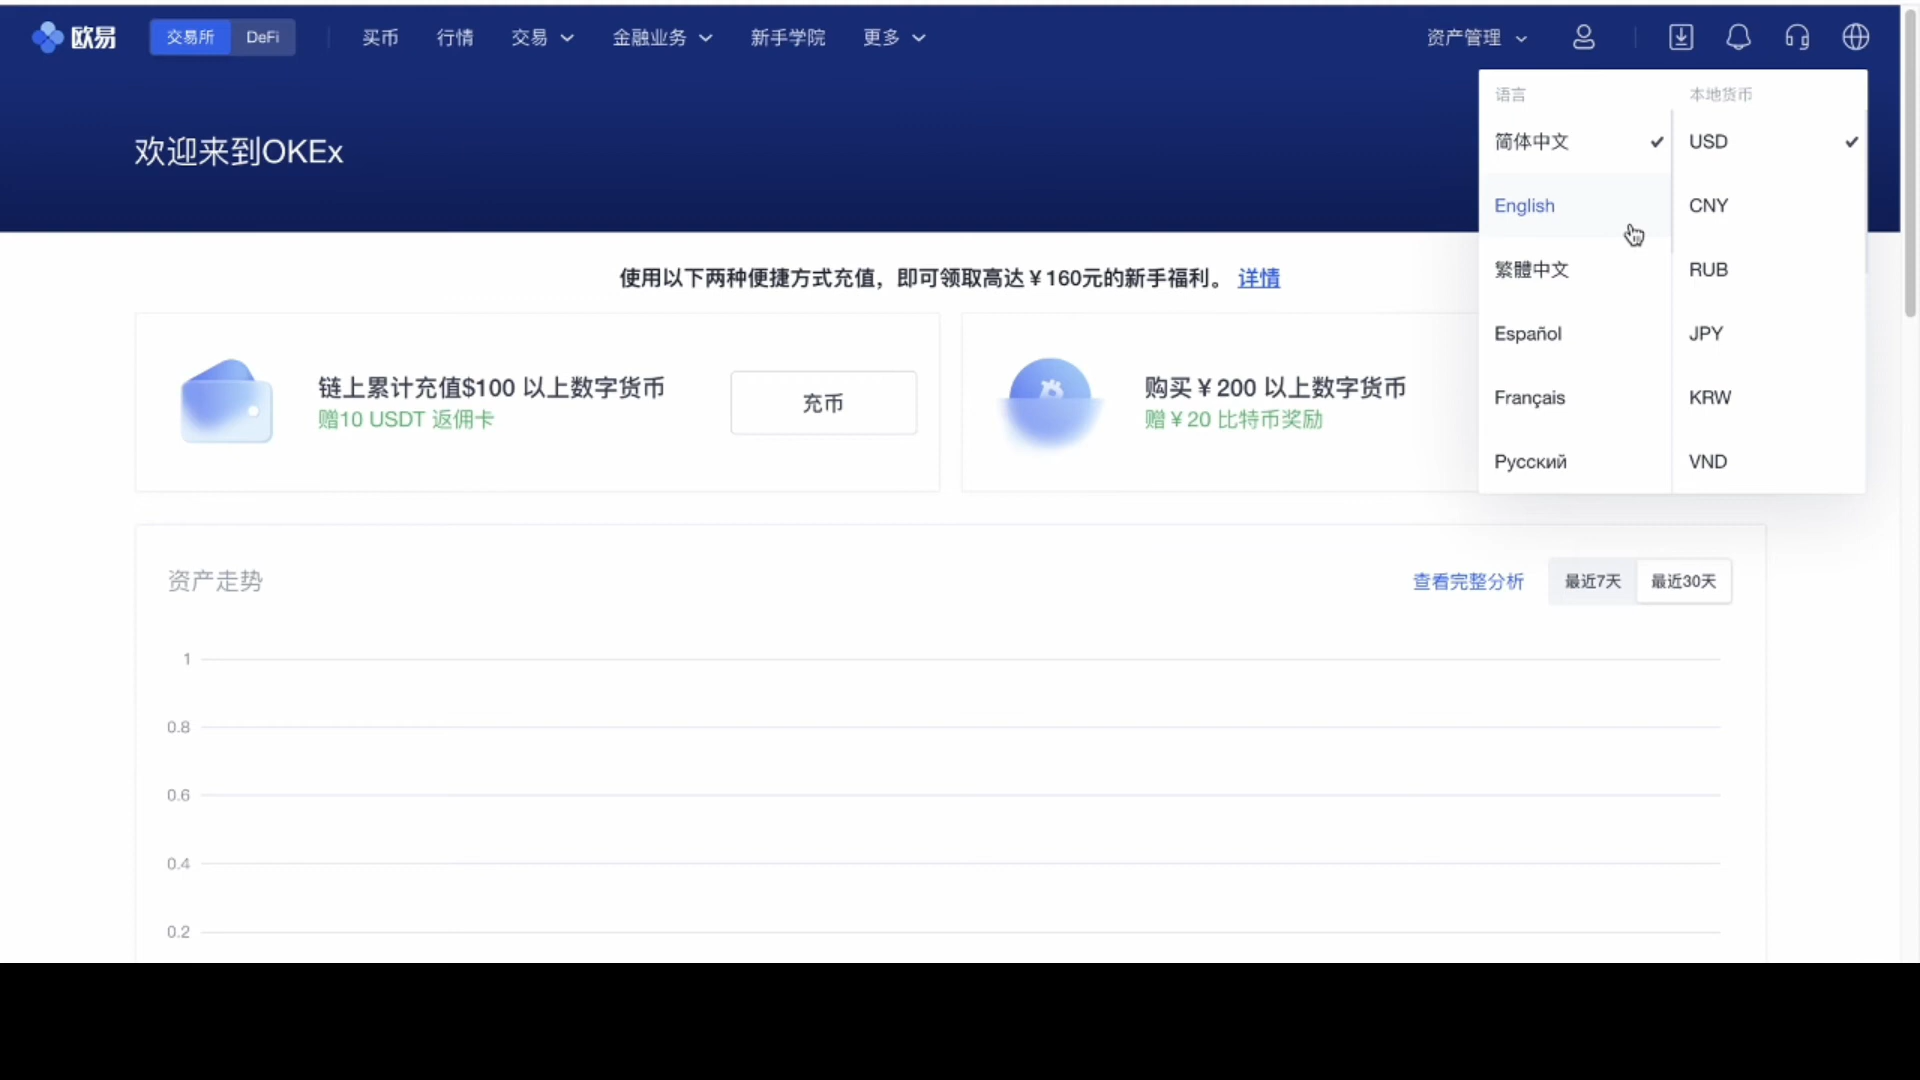 欧易
交易所 DeFi 买币 行情 交易 金融业务 新手学院 更多 资产管理
欢迎来到OKEx
语言 本地货币
简体中文 USD
English CNY
繁體中文 RUB
Español JPY
Français KRW
Русский VND
使用以下两种便捷方式充值，即可领取高达¥160元的新手福利。 详情
链上累计充值$100 以上数字货币
赠10 USDT 返佣卡
充币
购买¥200 以上数字货币
赠¥20 比特币奖励
资产走势 查看完整分析 最近7天 最近30天
1
0.8
0.6
0.4
0.2